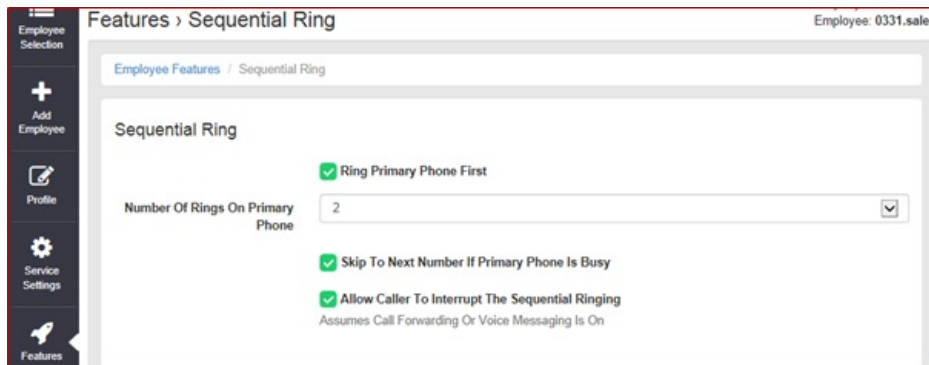 Features › Sequential Ring
Employee: 0331.sale
Employee
Selection
Employee Features / Sequential Ring
Add
Employee
Sequential Ring
Ring Primary Phone First
Profile
Number Of Rings On Primary
Phone
2
Service
Settings
Skip To Next Number If Primary Phone Is Busy
Allow Caller To Interrupt The Sequential Ringing
Assumes Call Forwarding Or Voice Messaging Is On
Features